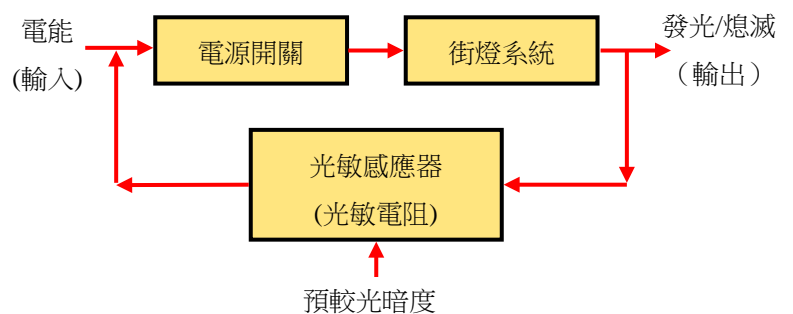 電能
(輸入)
電源開關
街燈系統
發光/熄滅
（輸出）
光敏感應器
(光敏電阻)
預較光暗度